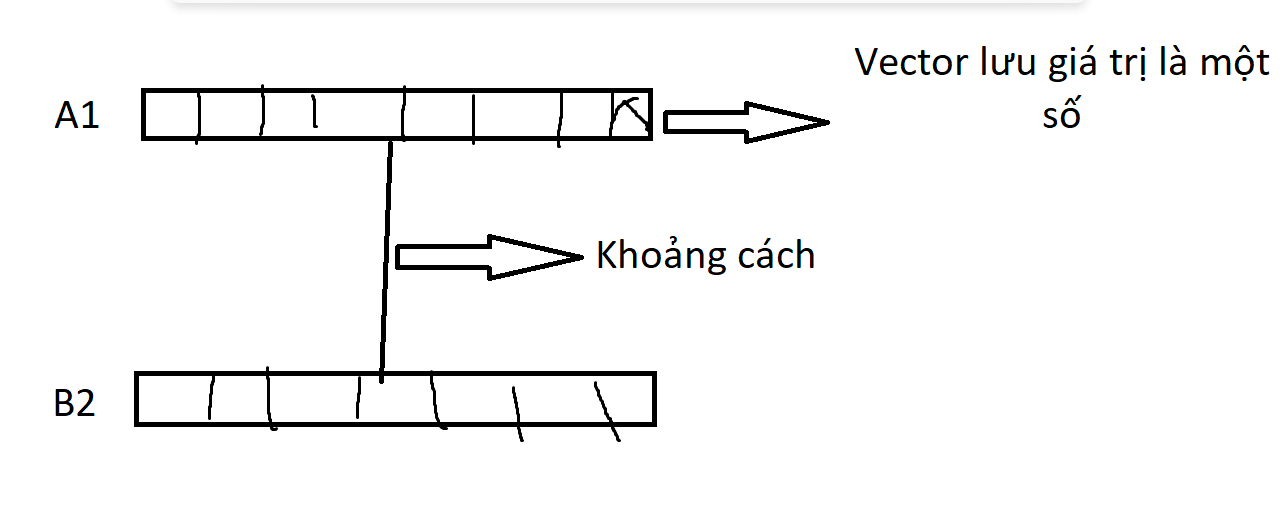 Vector lưu giá trị là một
số
A1
Khoảng cách
B2